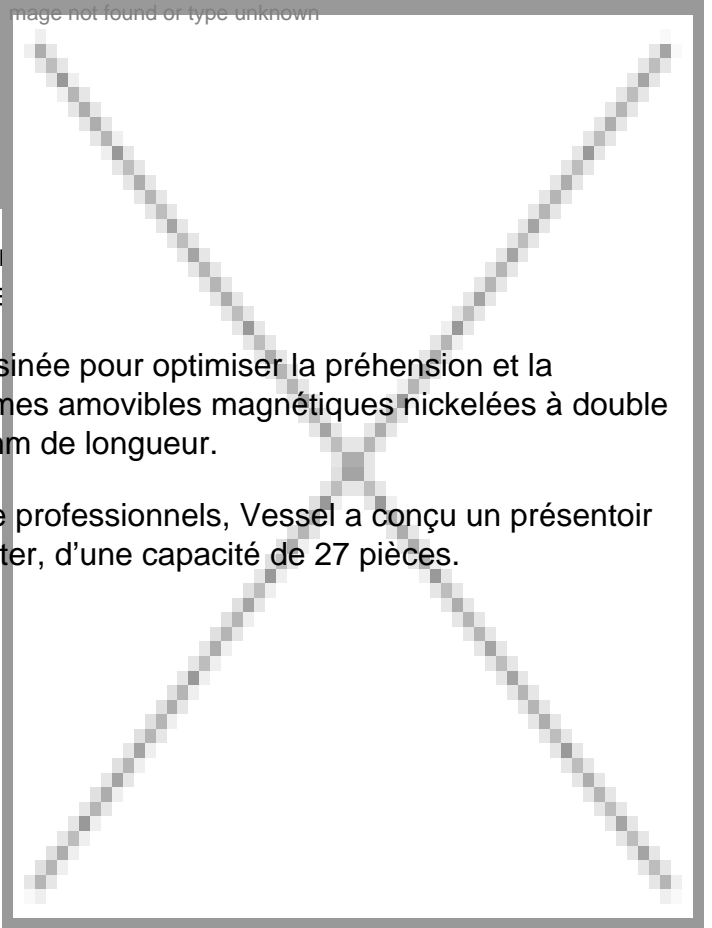 mage not found or type unknown
sinée pour optimiser la préhension et la
mes amovibles magnétiques nickelées à double
m de longueur.
e professionnels, Vessel a conçu un présentoir
ter, d'une capacité de 27 pièces.